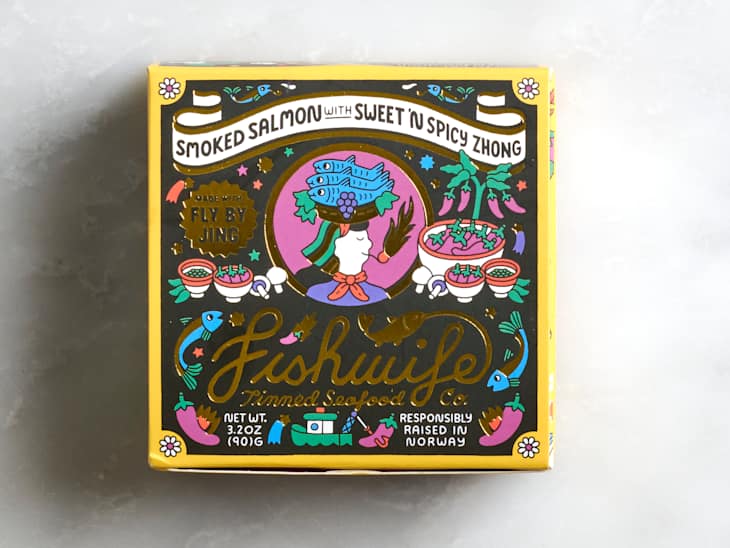 SMOKED SALMON WITH SWEET 'N SPICY ZHONG
MADE WITH
FLY BY
JING
Fishwife
Tinned Seafood Co.
NET WT.
3.2OZ
(90)G
RESPONSIBLY
RAISED IN
NORWAY